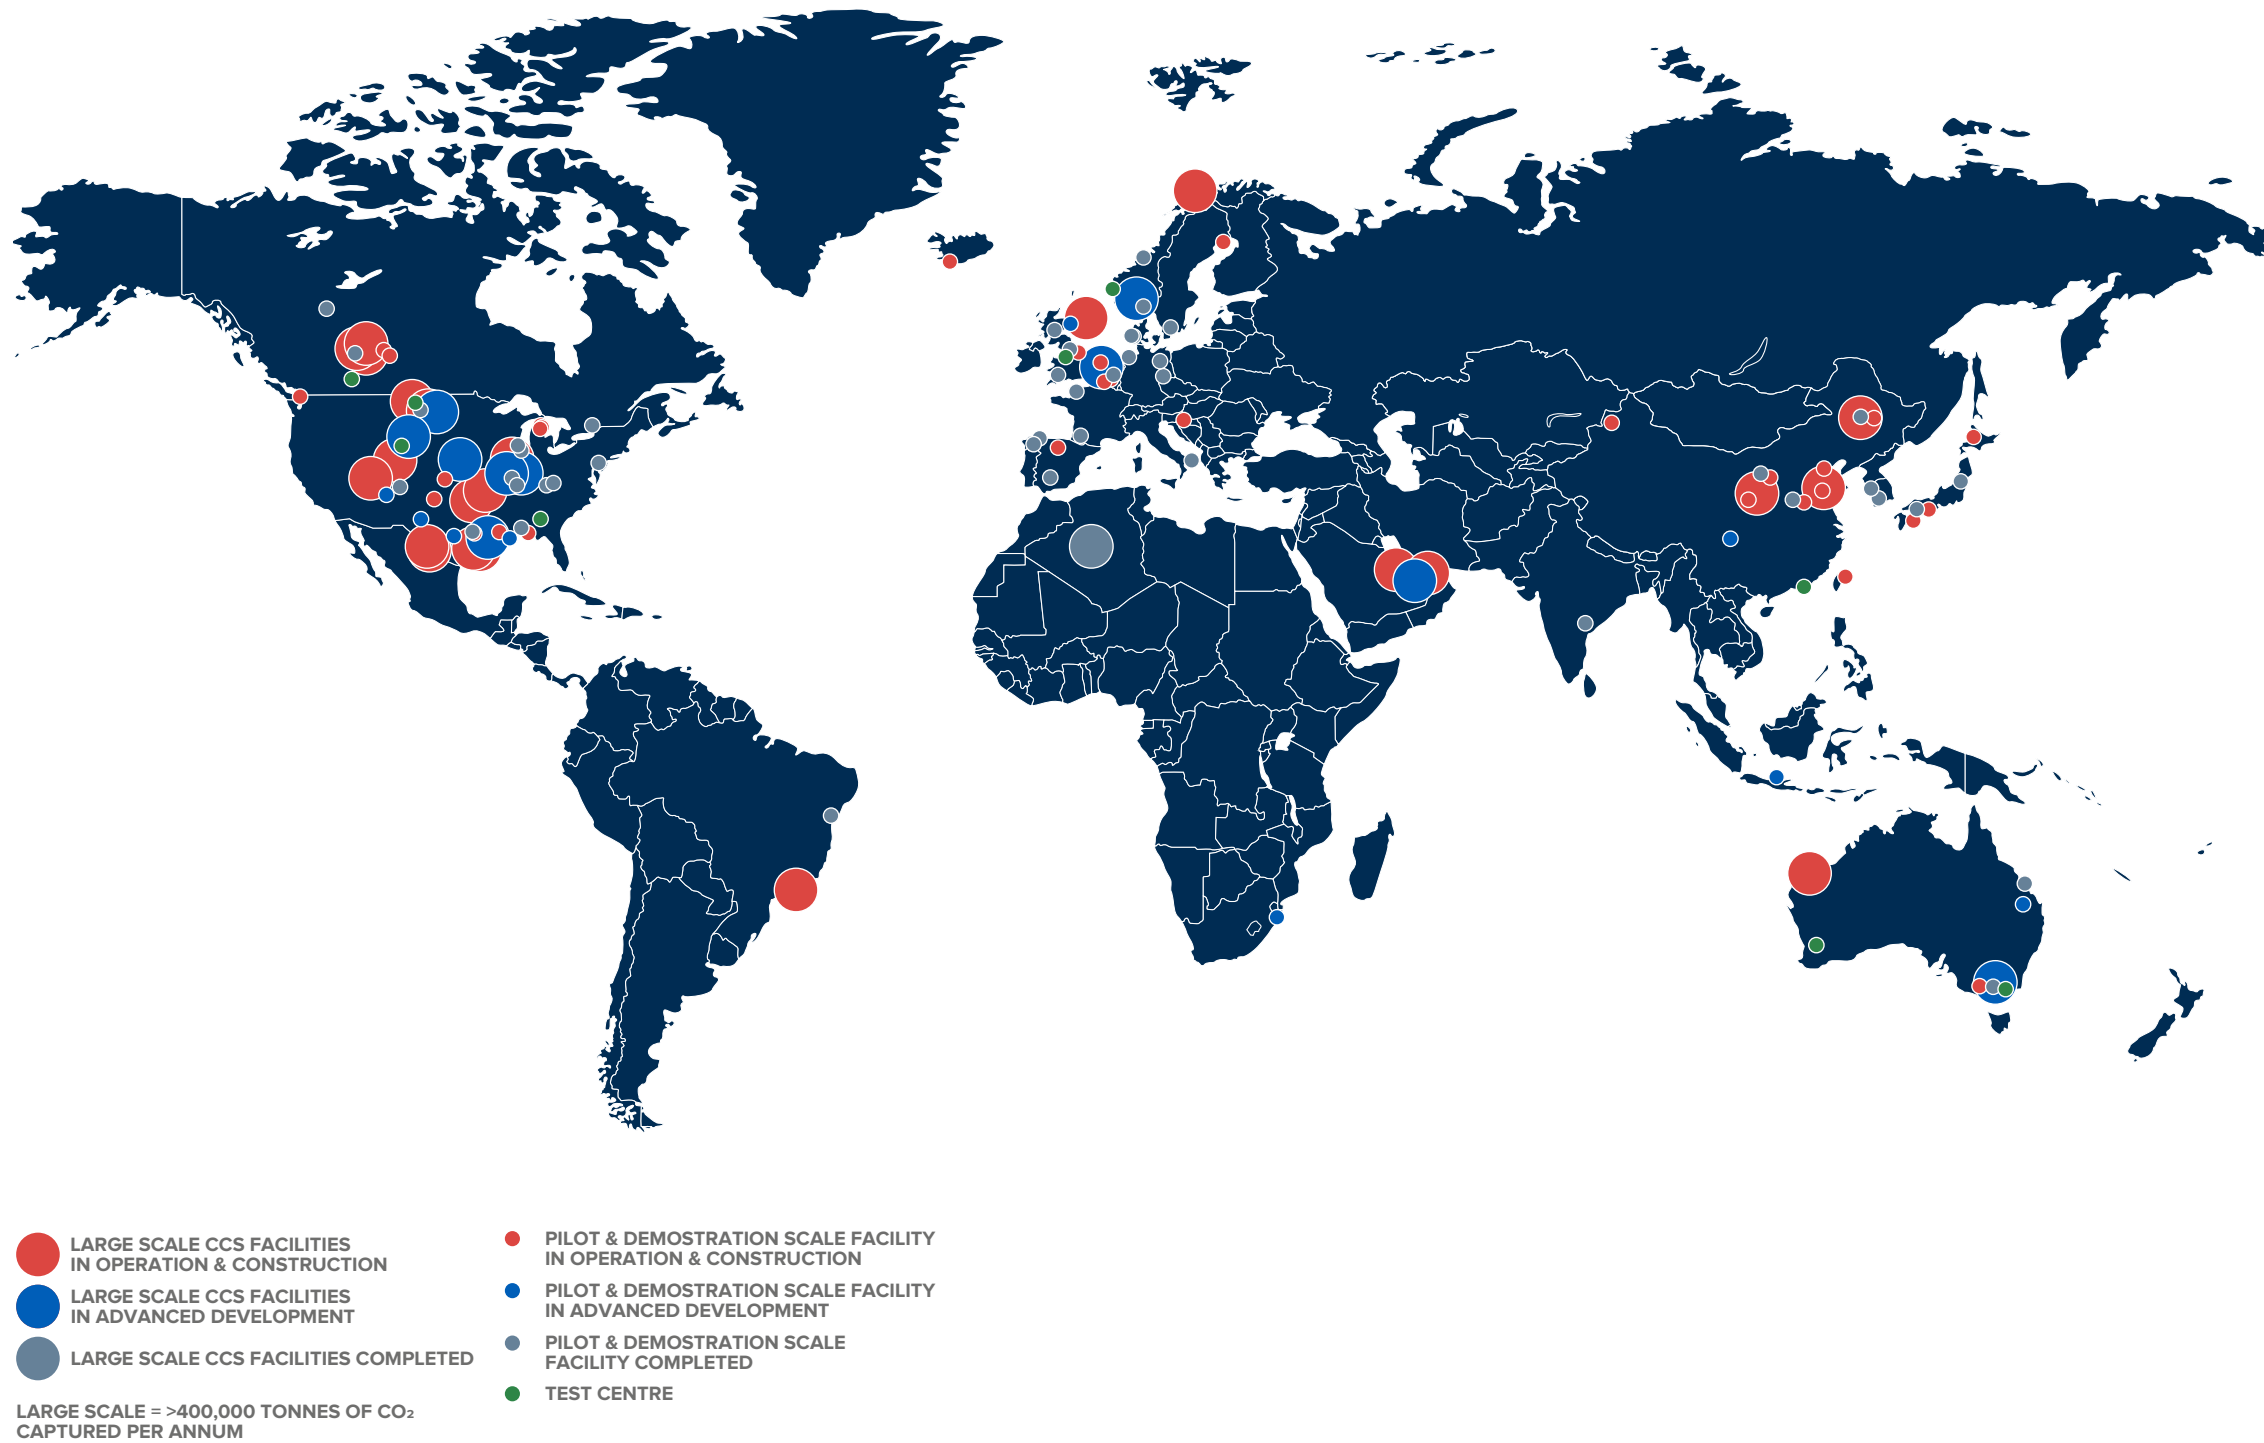 LARGE SCALE CCS FACILITIES
IN OPERATION & CONSTRUCTION
LARGE SCALE CCS FACILITIES
IN ADVANCED DEVELOPMENT
LARGE SCALE CCS FACILITIES COMPLETED
LARGE SCALE = >400,000 TONNES OF CO₂
CAPTURED PER ANNUM
PILOT & DEMOSTRATION SCALE FACILITY
IN OPERATION & CONSTRUCTION
PILOT & DEMOSTRATION SCALE FACILITY
IN ADVANCED DEVELOPMENT
PILOT & DEMOSTRATION SCALE
FACILITY COMPLETED
TEST CENTRE